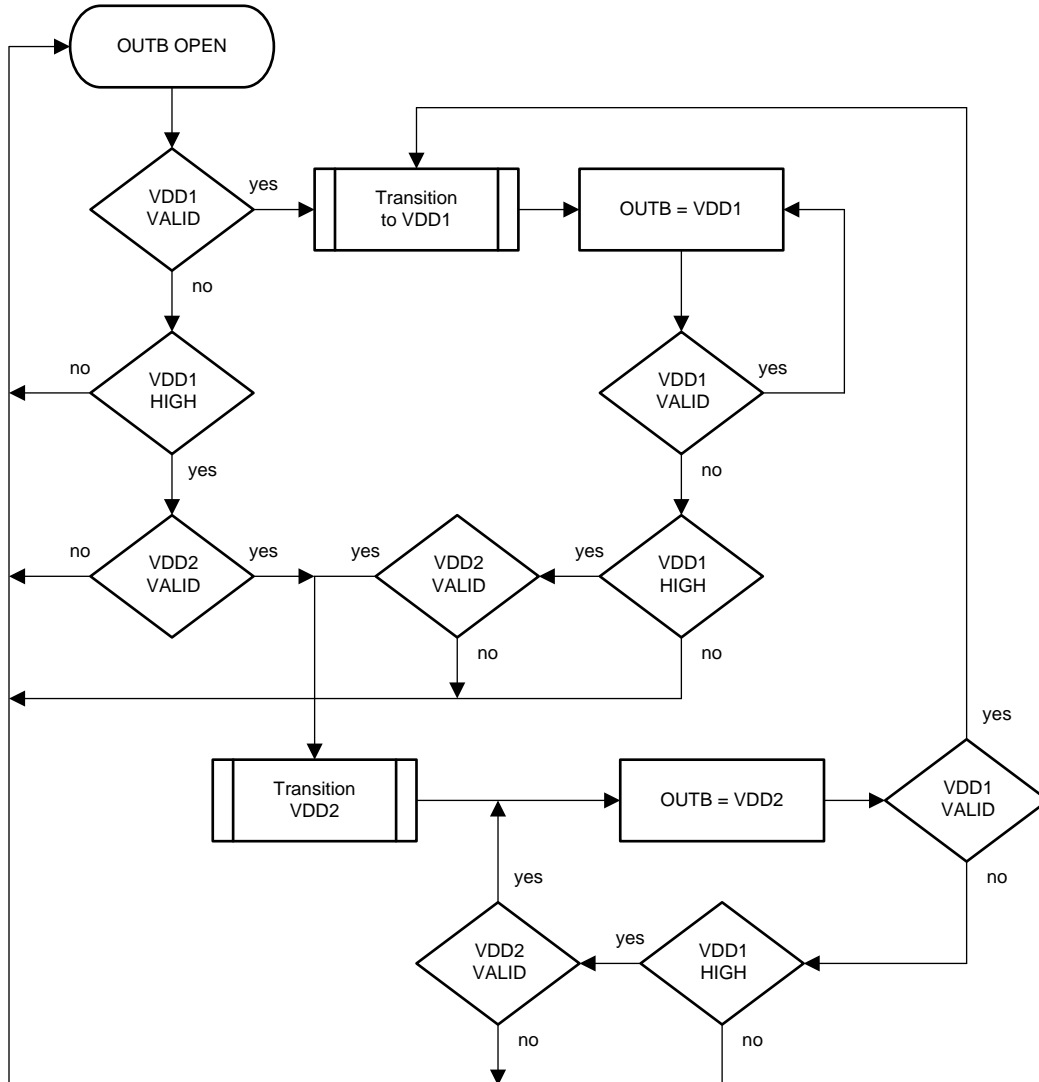 OUTB OPEN
VDD1
VALID
yes
Transition
to VDD1
OUTB = VDD1
no
no
VDD1
HIGH
VDD1
VALID
yes
yes
no
no
VDD2
VALID
yes
yes
VDD2
VALID
yes
VDD1
HIGH
no
no
yes
Transition
VDD2
OUTB = VDD2
VDD1
VALID
yes
no
VDD2
VALID
yes
VDD1
HIGH
no
no